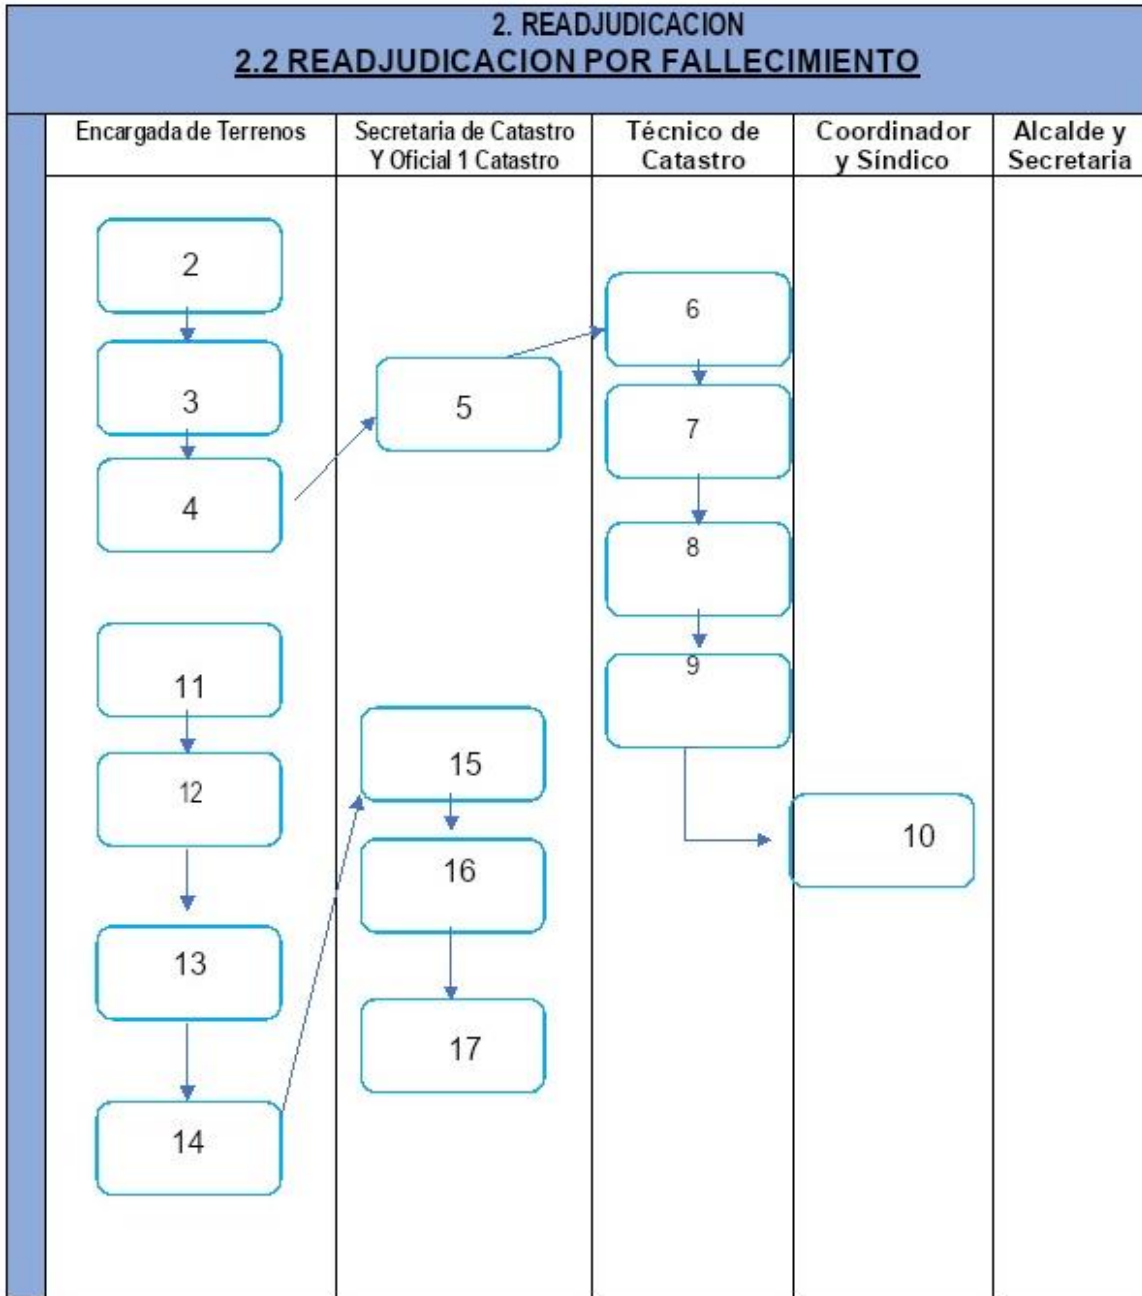 2. READJUDICACION
2.2 READJUDICACION POR FALLECIMIENTO
Encargada de Terrenos
Secretaria de Catastro
Y Oficial 1 Catastro
Técnico de
Catastro
Coordinador
y Síndico
Alcalde y
Secretaria
2
3
4
5
6
7
8
9
10
11
12
13
14
15
16
17